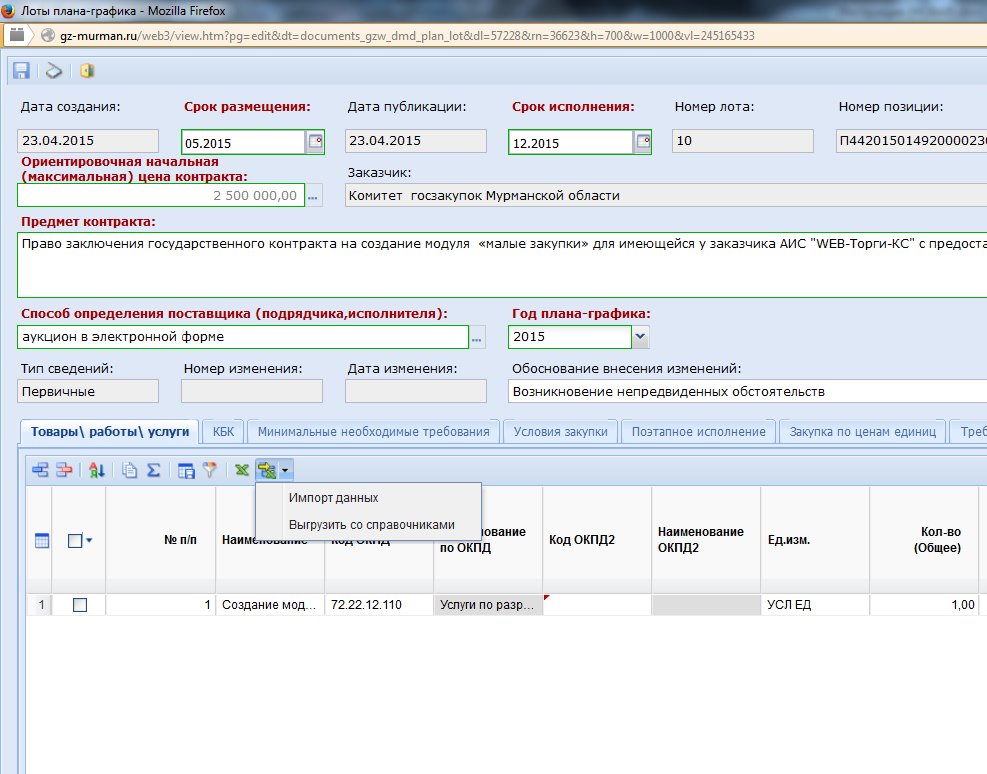 Лоты плана-графика - Mozilla Firefox
gz-murman.ru/web3/view.htm?pg=edit&dt=documents_gzw_dmd_plan_lot&dl=57228&rn=36623&h=700&w=1000&vl=245165433
Дата создания: Срок размещения: Дата публикации: Срок исполнения: Номер лота: Номер позиции:
23.04.2015 05.2015 23.04.2015 12.2015 10 П4420150149200002300
Ориентировочная начальная
(максимальная) цена контракта: Заказчик:
2 500 000,00 ... Комитет госзакупок Мурманской области
Предмет контракта:
Право заключения государственного контракта на создание модуля «малые закупки» для имеющейся у заказчика АИС "WEB-Торги-КС" с предоста
Способ определения поставщика (подрядчика,исполнителя): Год плана-графика:
аукцион в электронной форме ... 2015
Тип сведений: Номер изменения: Дата изменения: Обоснование внесения изменений:
Первичные Возникновение непредвиденных обстоятельств
Товары\ работы\ услуги КБК Минимальные необходимые требования Условия закупки Поэтапное исполнение Закупка по ценам единиц Треб
Импорт данных
Выгрузить со справочниками
№ п/п Наименование Код ОКПД
по ОКПД Код ОКПД2 Наименование
ОКПД2 Ед.изм. Кол-во
(Общее)
1 1 Создание мод... 72.22.12.110 Услуги по разр... УСЛ ЕД 1,00